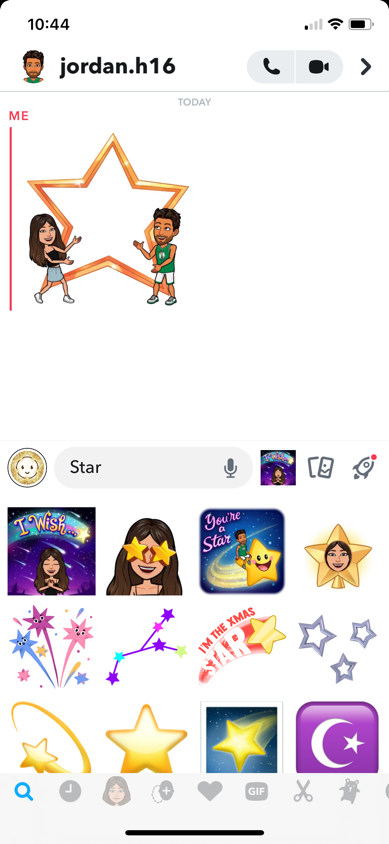 10:44
jordan.h16
TODAY
ME
Star
I Wish...
You're
a
Star
I'M THE XMAS
STAR
GIF